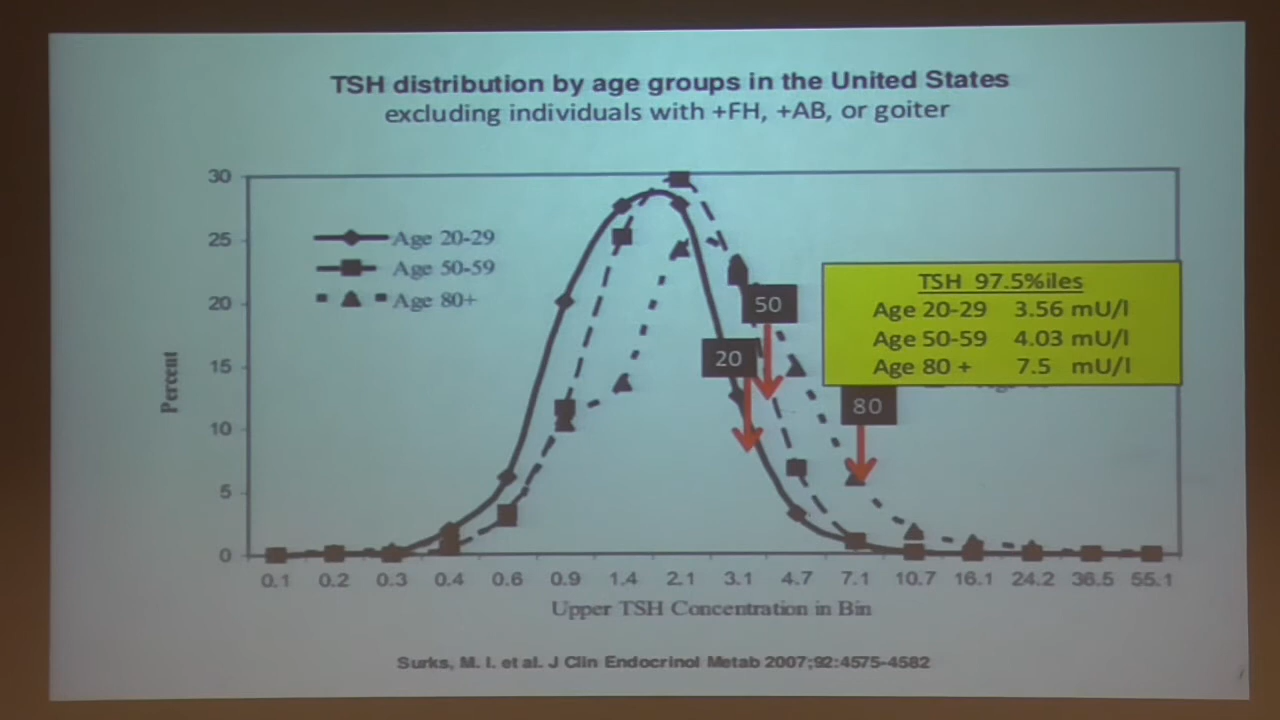 TSH distribution by age groups in the United States
excluding individuals with +FH, +AB, or goiter
30
25
20
15
10
5
0
Percent
Age 20-29
Age 50-59
Age 80+
50
20
80
TSH 97.5%iles
Age 20-29 3.56 mU/l
Age 50-59 4.03 mU/l
Age 80 + 7.5 mU/l
0.1 0.2 0.3 0.4 0.6 0.9 1.4 2.1 3.1 4.7 7.1 10.7 16.1 24.2 36.5 55.1
Upper TSH Concentration in Bin
Surks, M. I. et al. J Clin Endocrinol Metab 2007;92:4575-4582